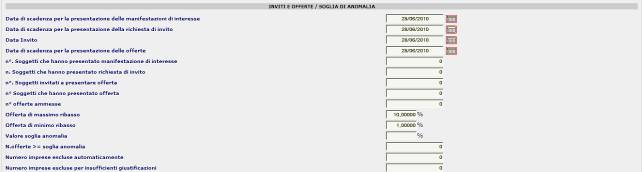 INVITI E OFFERTE / SOGLIA DI ANOMALIA
Data di scadenza per la presentazione delle manifestazioni di interesse 28/06/2010
Data di scadenza per la presentazione della richiesta di invito 28/06/2010
Data Invito 28/06/2010
Data di scadenza per la presentazione delle offerte 28/06/2010
n°. Soggetti che hanno presentato manifestazione di interesse 0
n. Soggetti che hanno presentato richiesta di invito 0
n°. Soggetti invitati a presentare offerta 0
n° Soggetti che hanno presentato offerta 0
n° offerte ammesse 0
Offerta di massimo ribasso 10,00000 %
Offerta di minimo ribasso 1,00000 %
Valore soglia anomalia %
N.offerte >= soglia anomalia 0
Numero imprese escluse automaticamente 0
Numero imprese escluse per insufficienti giustificazioni 0